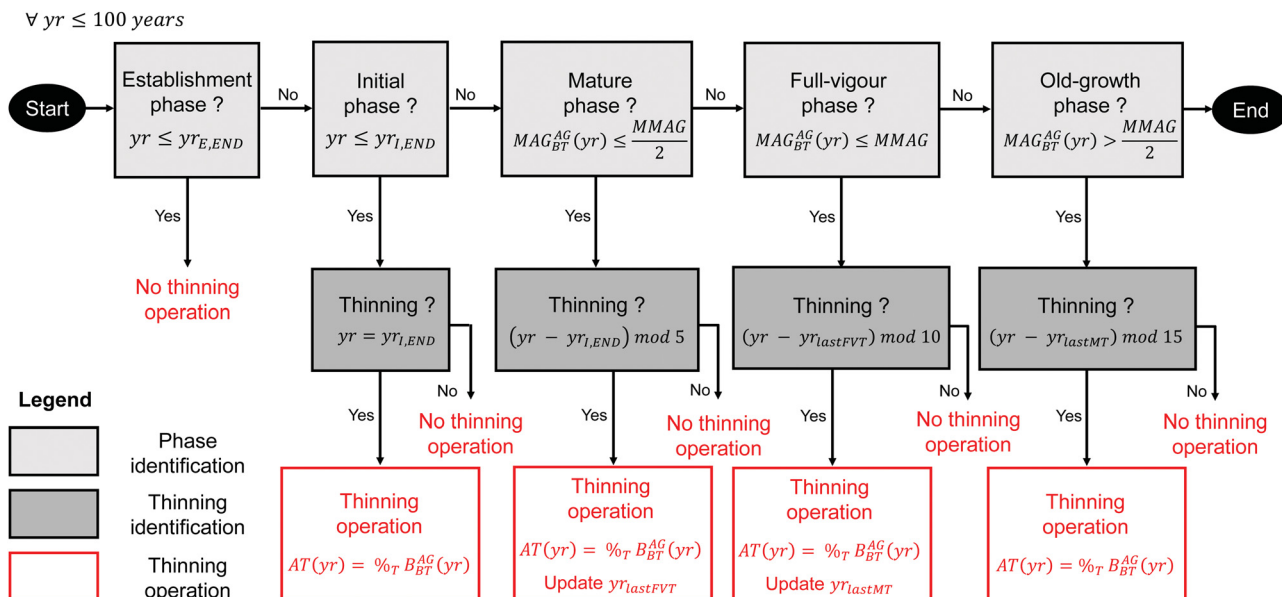 ∀ yr ≤ 100 years
Start
Establishment
phase ?
yr ≤ yr_{E,END}
No
Initial
phase ?
yr ≤ yr_{I,END}
No
Mature
phase ?
MAG_{BT}^{AG}(yr) ≤ MMAG/2
No
Full-vigour
phase ?
MAG_{BT}^{AG}(yr) ≤ MMAG
No
Old-growth
phase ?
MAG_{BT}^{AG}(yr) > MMAG/2
End
Yes
Yes
Yes
Yes
Yes
No thinning
operation
Thinning ?
yr = yr_{I,END}
Thinning ?
(yr − yr_{I,END}) mod 5
Thinning ?
(yr − yr_{lastFVT}) mod 10
Thinning ?
(yr − yr_{lastMT}) mod 15
No
No
No
No
Yes
Yes
Yes
Yes
No thinning
operation
No thinning
operation
No thinning
operation
No thinning
operation
Legend
Phase
identification
Thinning
identification
Thinning
operation
Thinning
operation
AT(yr) = %_T B_{BT}^{AG}(yr)
Thinning
operation
AT(yr) = %_T B_{BT}^{AG}(yr)
Update yr_{lastFVT}
Thinning
operation
AT(yr) = %_T B_{BT}^{AG}(yr)
Update yr_{lastMT}
Thinning
operation
AT(yr) = %_T B_{BT}^{AG}(yr)